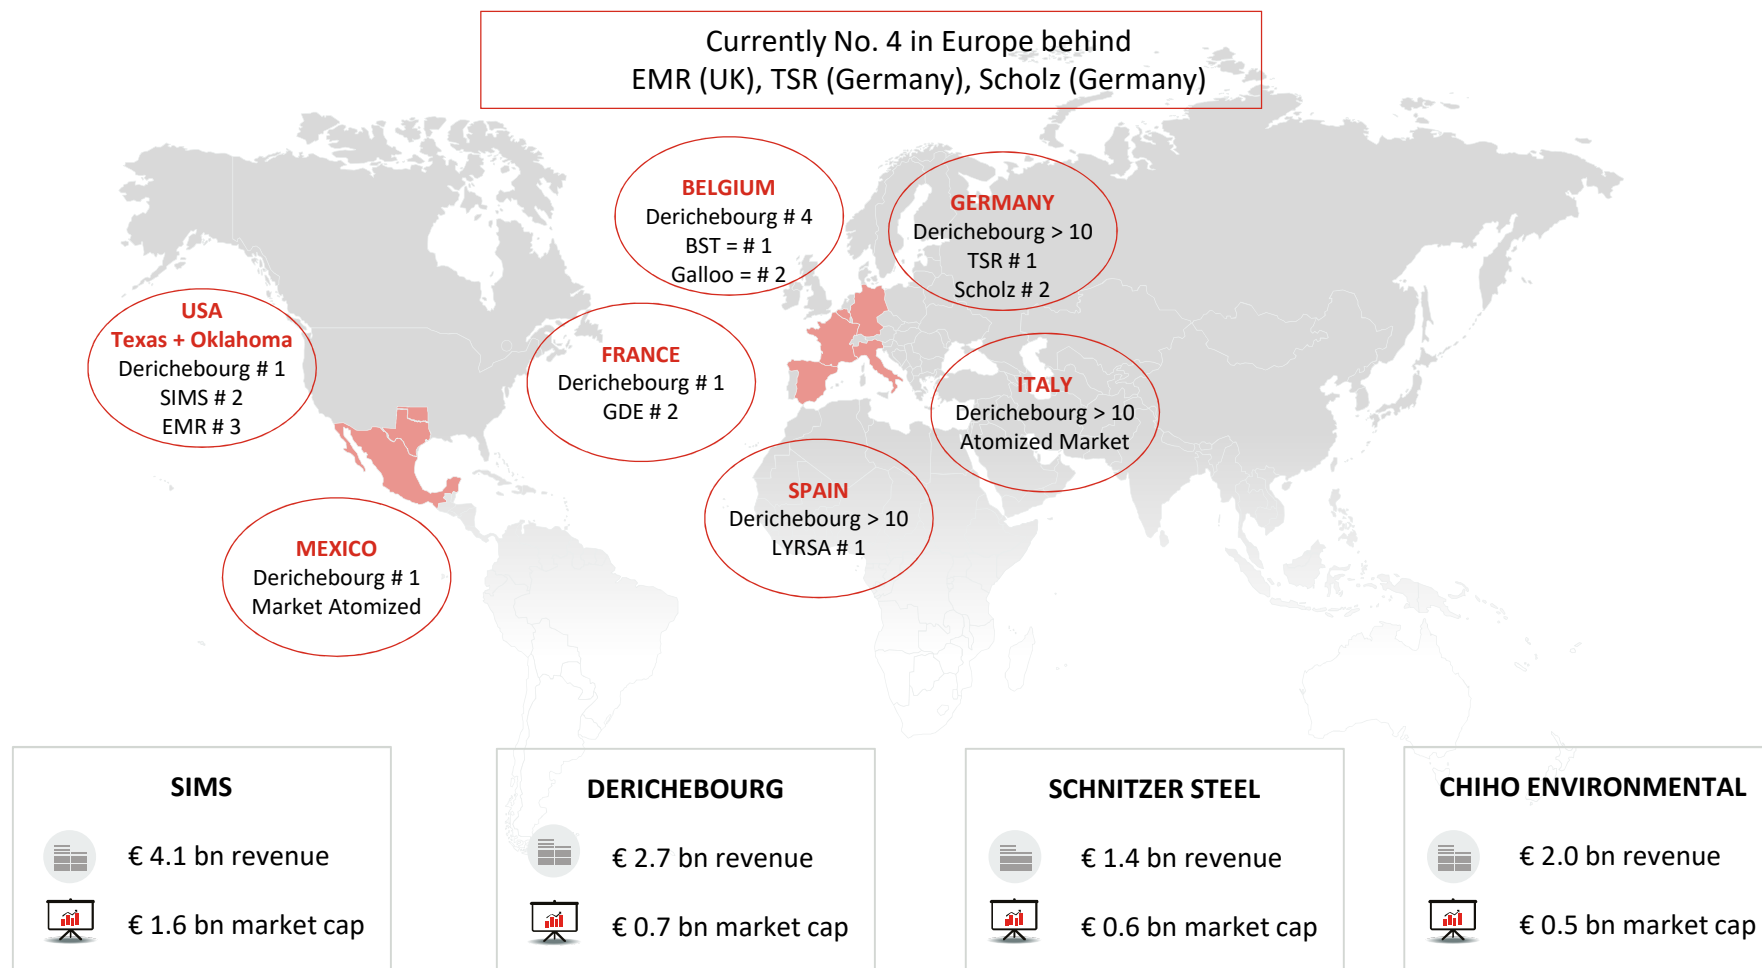 Currently No. 4 in Europe behind
EMR (UK), TSR (Germany), Scholz (Germany)
BELGIUM
Derichebourg # 4
BST = # 1
Galloo = # 2
GERMANY
Derichebourg > 10
TSR # 1
Scholz # 2
USA
Texas + Oklahoma
Derichebourg # 1
SIMS # 2
EMR # 3
FRANCE
Derichebourg # 1
GDE # 2
ITALY
Derichebourg > 10
Atomized Market
SPAIN
Derichebourg > 10
LYRSA # 1
MEXICO
Derichebourg # 1
Market Atomized
SIMS
€ 4.1 bn revenue
€ 1.6 bn market cap
DERICHEBOURG
€ 2.7 bn revenue
€ 0.7 bn market cap
SCHNITZER STEEL
€ 1.4 bn revenue
€ 0.6 bn market cap
CHIHO ENVIRONMENTAL
€ 2.0 bn revenue
€ 0.5 bn market cap